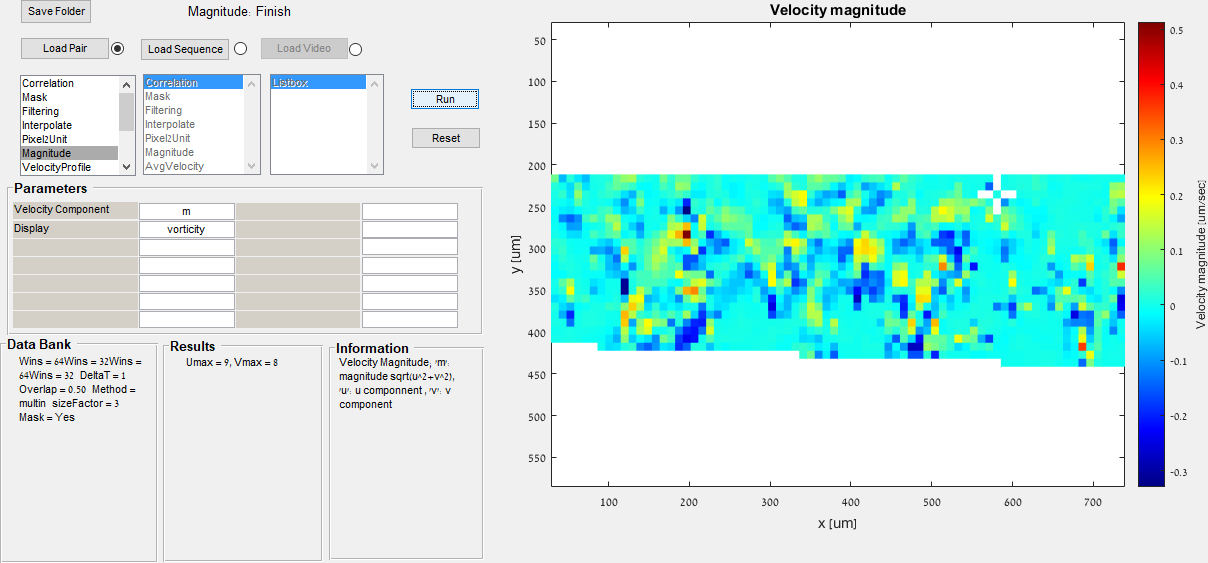 Save Folder
Magnitude: Finish
Load Pair
Load Sequence
Load Video
Correlation
Mask
Filtering
Interpolate
Pixel2Unit
Magnitude
VelocityProfile
Correlation
Mask
Filtering
Interpolate
Pixel2Unit
Magnitude
AvgVelocity
Listbox
Run
Reset
Parameters
Velocity Component
m
Display
vorticity
Data Bank
Wins = 64Wins = 32Wins =
64Wins = 32 DeltaT = 1
Overlap = 0.50 Method =
multin sizeFactor = 3
Mask = Yes
Results
Umax = 9, Vmax = 8
Information
Velocity Magnitude, 'm':
magnitude sqrt(u^2+v^2),
'u': u componnent , 'v': v
component
Velocity magnitude
50
100
150
200
250
300
350
400
450
500
550
y [um]
100
200
300
400
500
600
700
x [um]
0.5
0.4
0.3
0.2
0.1
0
-0.1
-0.2
-0.3
Velocity magnitude [um/sec]